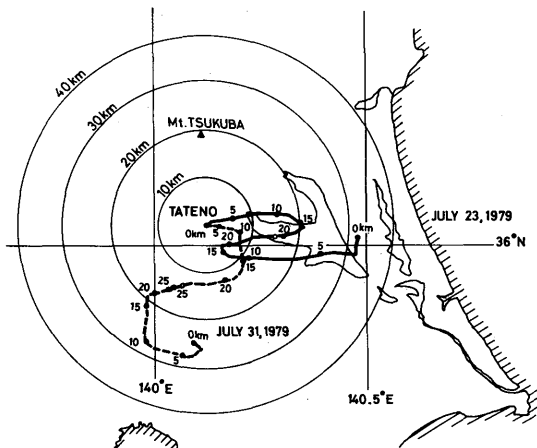 40km
30km
20km
Mt. TSUKUBA
10km
TATENO
5
10
15
0km
5
10
20
20
JULY 23, 1979
0km
36°N
15
10
5
15
20
25
25
20
15
10
0km
JULY 31, 1979
5
140°E
140.5°E